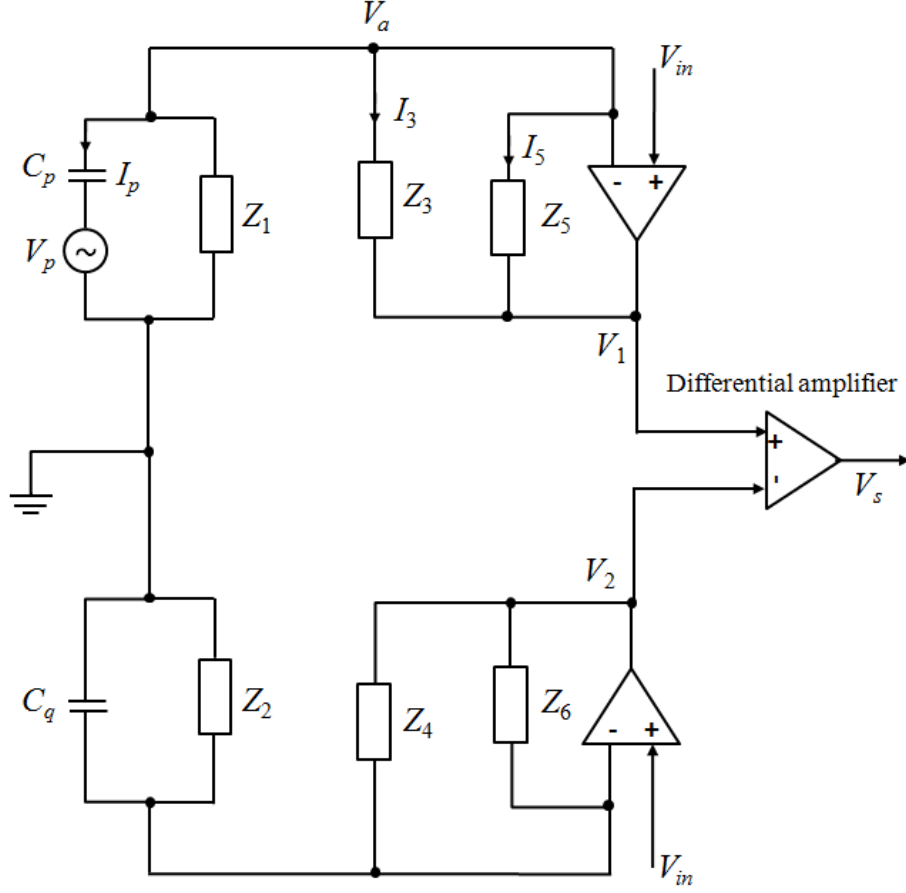 V_a
V_in
I_3
I_5
C_p
I_p
Z_1
Z_3
Z_5
- +
V_p
V_1
Differential amplifier
+
-
V_s
V_2
C_q
Z_2
Z_4
Z_6
- +
V_in